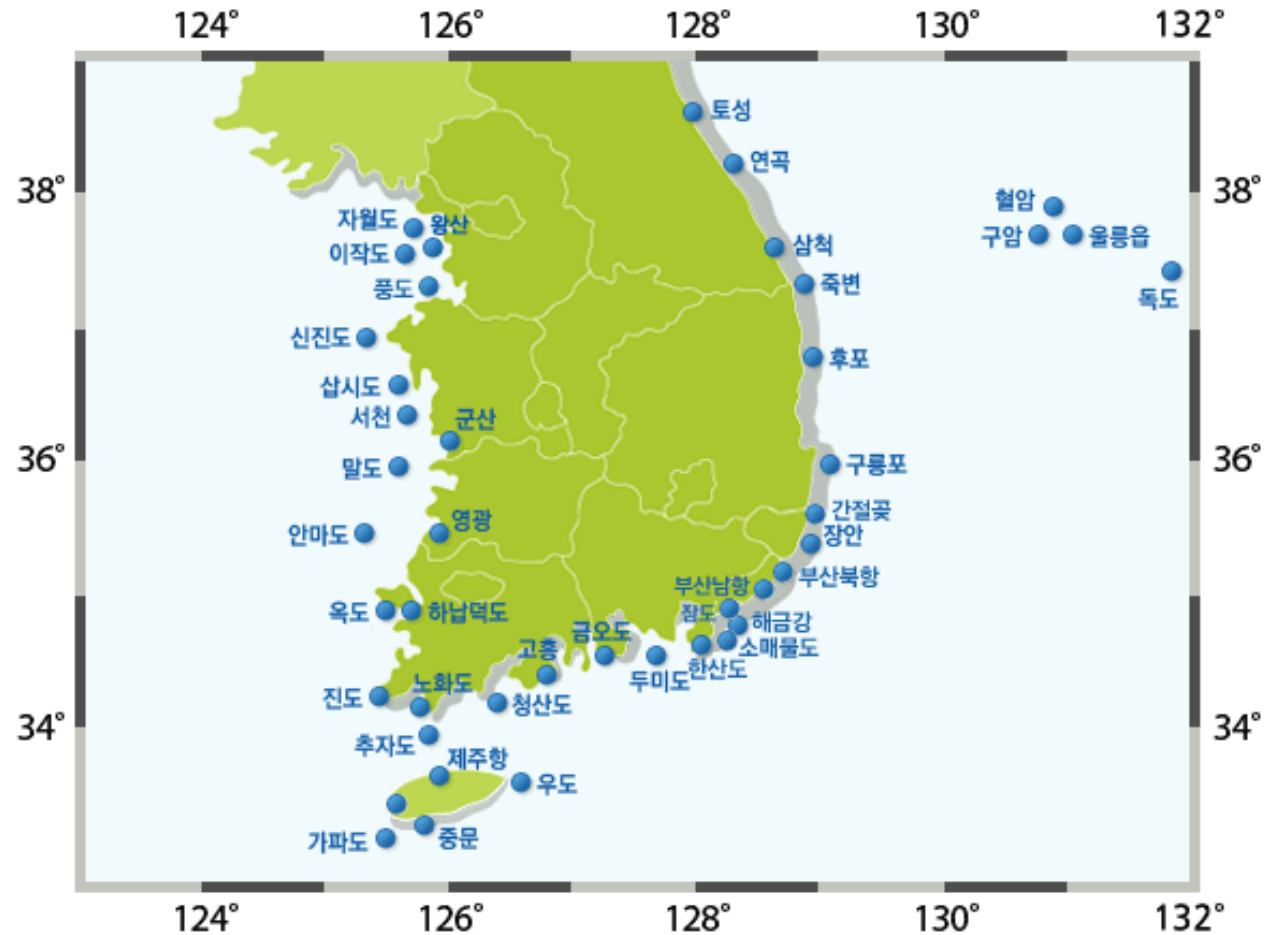 124°
126°
128°
130°
132°
토성
연곡
38°
38°
혈암
자월도
왕산
구암
울릉읍
이작도
삼척
풍도
죽변
독도
신진도
후포
삽시도
서천
군산
36°
36°
말도
구룡포
안마도
영광
간절곶
장안
부산북항
부산남항
옥도
하납덕도
잠도
해금강
금오도
소매물도
고흥
두미도
한산도
진도
노화도
청산도
34°
34°
추자도
제주항
우도
가파도
중문
124°
126°
128°
130°
132°